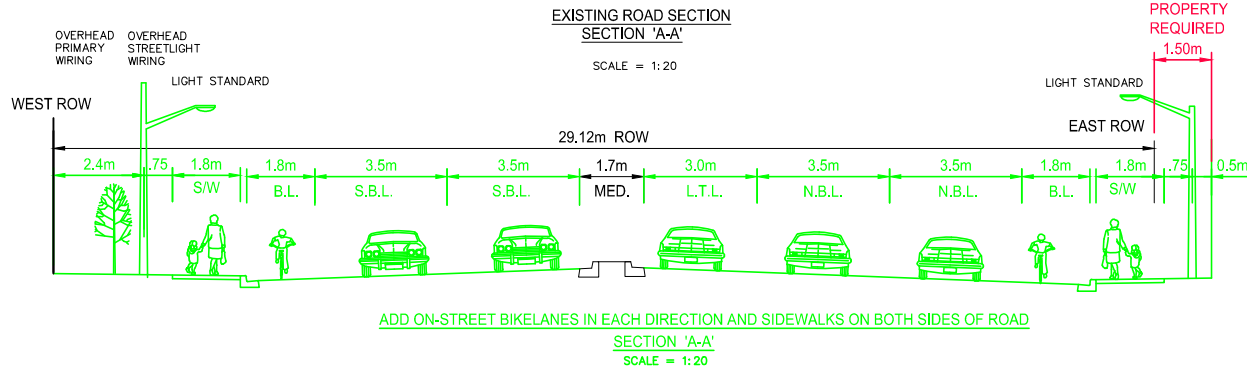 EXISTING ROAD SECTION
SECTION 'A-A'
SCALE = 1:20
PROPERTY
REQUIRED
1.50m
OVERHEAD
PRIMARY
WIRING
OVERHEAD
STREETLIGHT
WIRING
LIGHT STANDARD
LIGHT STANDARD
WEST ROW
EAST ROW
29.12m ROW
2.4m .75 1.8m 1.8m 3.5m 3.5m 1.7m 3.0m 3.5m 3.5m 1.8m 1.8m .75 0.5m
S/W B.L. S.B.L. S.B.L. MED. L.T.L. N.B.L. N.B.L. B.L. S/W
ADD ON-STREET BIKELANES IN EACH DIRECTION AND SIDEWALKS ON BOTH SIDES OF ROAD
SECTION 'A-A'
SCALE = 1:20